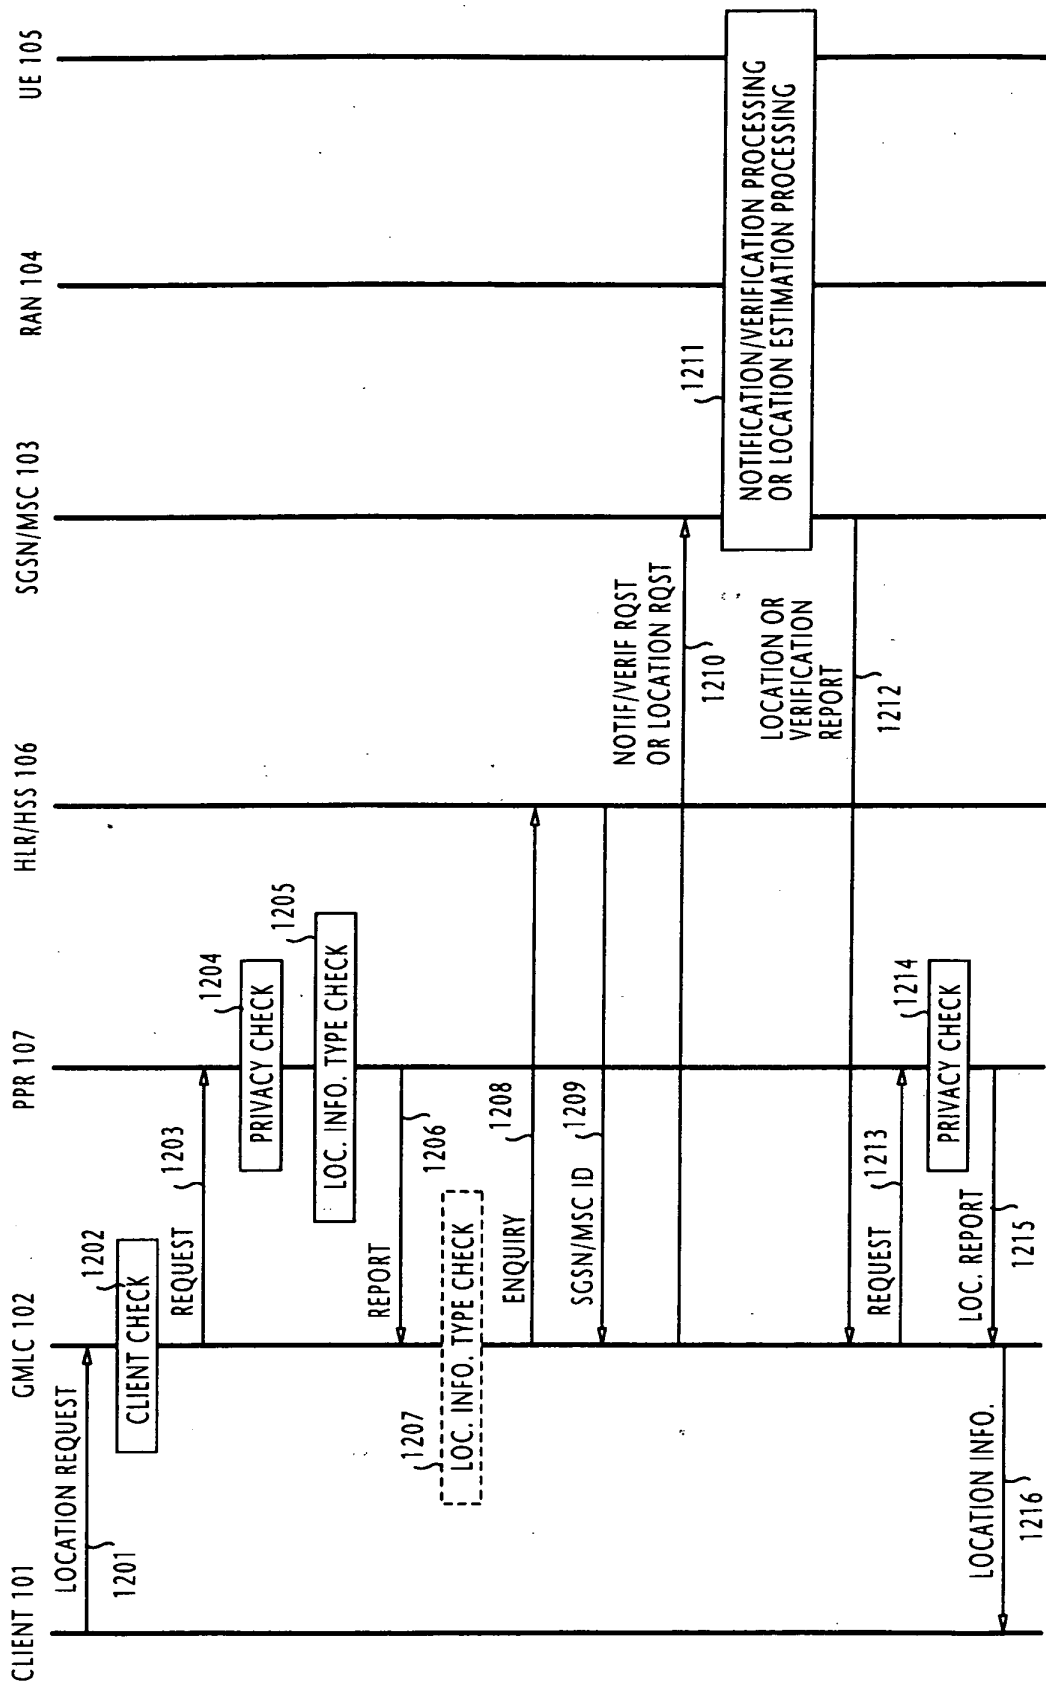 CLIENT 101
GMLC 102
PPR 107
HLR/HSS 106
SGSN/MSC 103
RAN 104
UE 105
LOCATION REQUEST
1201
CLIENT CHECK
1202
REQUEST
1203
PRIVACY CHECK
1204
LOC. INFO. TYPE CHECK
1205
REPORT
1206
LOC. INFO. TYPE CHECK
1207
ENQUIRY
1208
SGSN/MSC ID
1209
NOTIF/VERIF RQST
OR LOCATION RQST
1210
NOTIFICATION/VERIFICATION PROCESSING
OR LOCATION ESTIMATION PROCESSING
1211
LOCATION OR
VERIFICATION
REPORT
1212
REQUEST
1213
PRIVACY CHECK
1214
LOC. REPORT
1215
LOCATION INFO.
1216